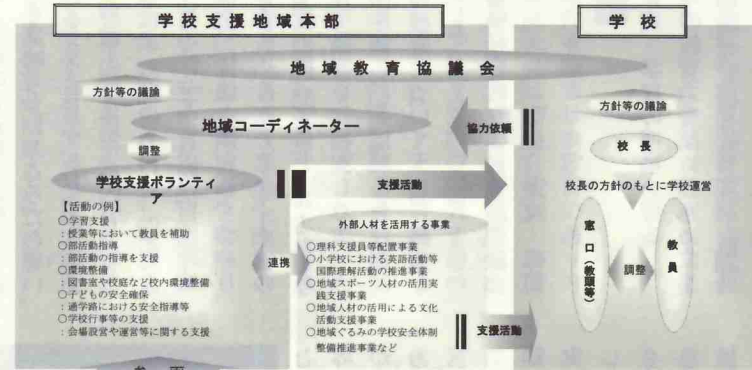 学校支援地域本部
学校
地域教育協議会
方針等の議論
方針等の議論
地域コーディネーター
協力依頼
調整
校長
学校支援ボランティ
ア
支援活動
校長の方針のもとに学校運営
【活動の例】
○学習支援
：授業等において教員を補助
○部活動指導
：部活動の指導を支援
○環境整備
：図書室や校庭など校内環境整備
○子どもの安全確保
：通学路における安全指導等
○学校行事等の支援
：会場設営や運営等に関する支援
連携
外部人材を活用する事業
○理科支援員等配置事業
○小学校における英語活動等
国際理解活動の推進事業
○地域スポーツ人材の活用実
践支援事業
○地域人材の活用による文化
活動支援事業
○地域ぐるみの学校安全体制
整備推進事業など
窓口（教頭等）
調整
教員
支援活動
参画